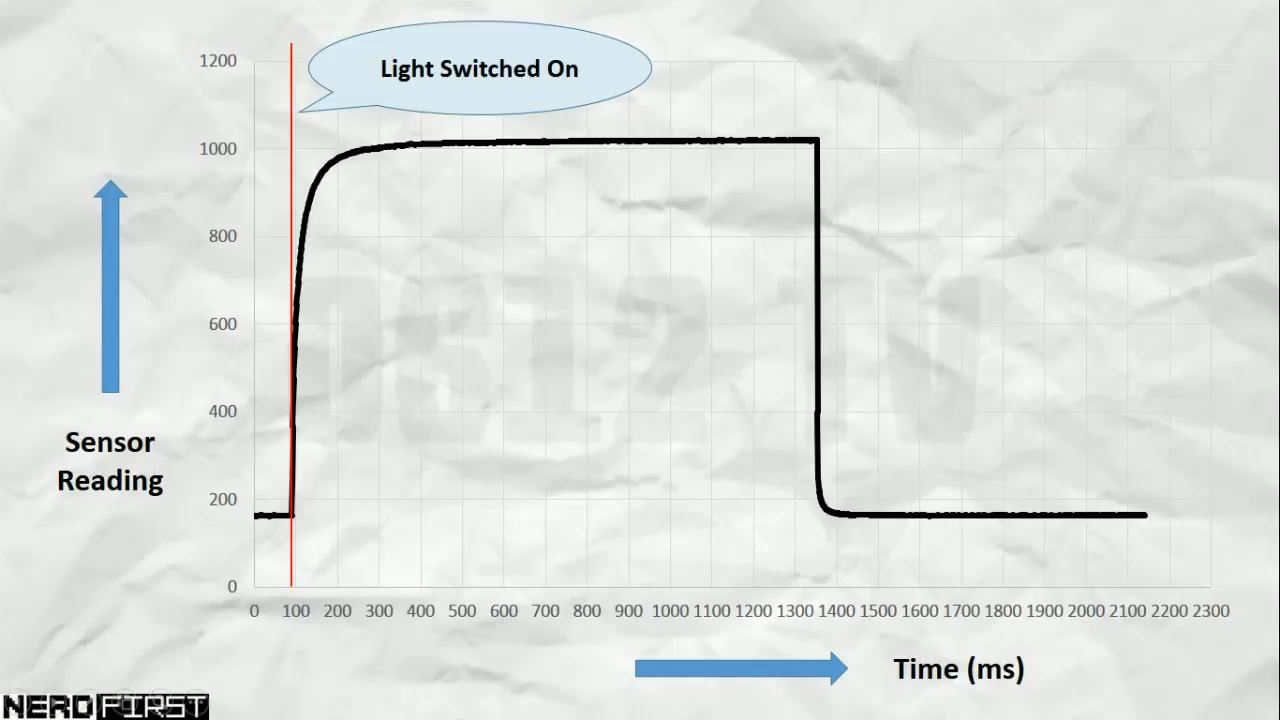 Light Switched On
1200
1000
800
600
400
200
0
Sensor
Reading
0 100 200 300 400 500 600 700 800 900 1000 1100 1200 1300 1400 1500 1600 1700 1800 1900 2000 2100 2200 2300
Time (ms)
NERDFIRST